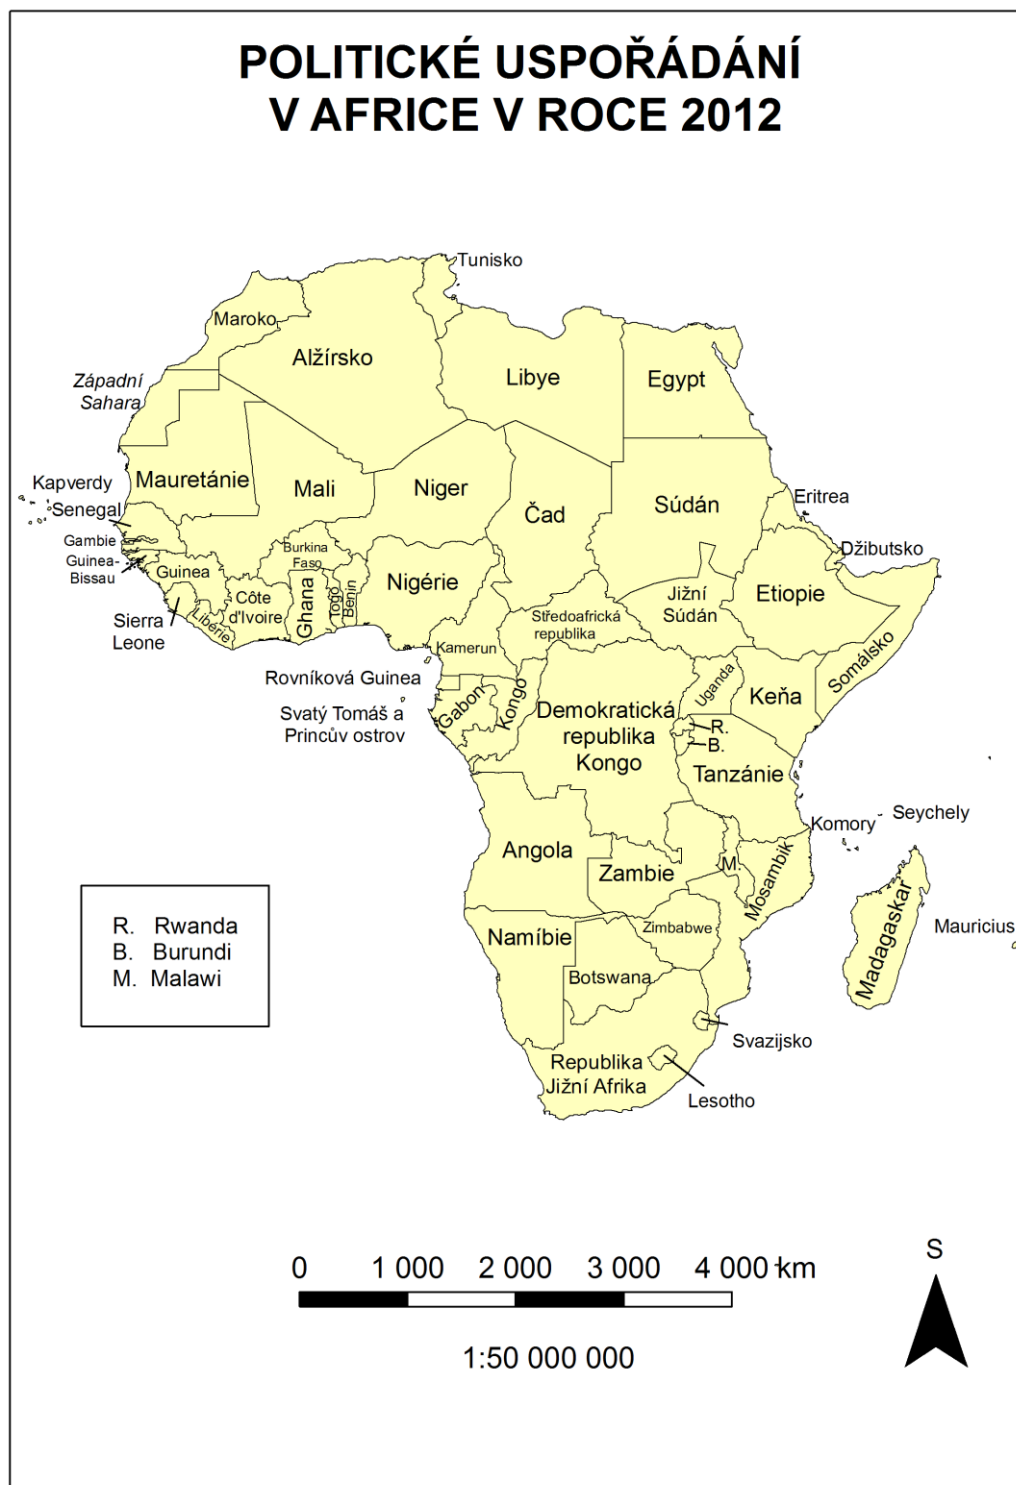 POLITICKÉ USPOŘÁDÁNÍ
V AFRICE V ROCE 2012
Tunisko
Maroko
Alžírsko
Libye
Egypt
Západní
Sahara
Mauretánie
Mali
Niger
Čad
Súdán
Eritrea
Kapverdy
Senegal
Gambie
Guinea-
Bissau
Guinea
Burkina
Faso
Džibutsko
Nigérie
Jižní
Súdán
Etiopie
Sierra
Leone
Libérie
Côte
d'Ivoire
Ghana
Togo
Benin
Středoafrická
republika
Kamerun
Somálsko
Rovníková Guinea
Svatý Tomáš a
Princův ostrov
Gabon
Kongo
Demokratická
republika
Kongo
Uganda
Keňa
R.
B.
Tanzánie
Komory
Seychely
Angola
Zambie
M.
Mosambik
Madagaskar
Mauricius
Namíbie
Zimbabwe
Botswana
Svazijsko
Republika
Jižní Afrika
Lesotho
R. Rwanda
B. Burundi
M. Malawi
0 1 000 2 000 3 000 4 000 km
1:50 000 000
S